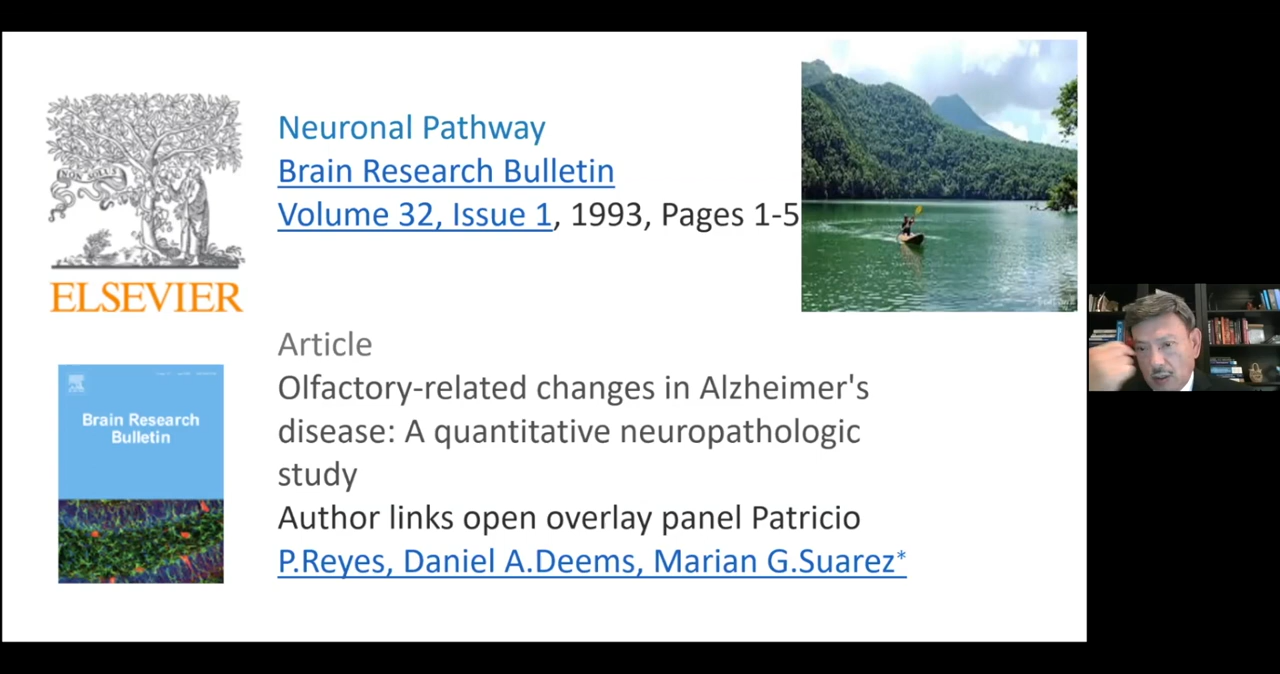 NON SOLUS
ELSEVIER
Neuronal Pathway
Brain Research Bulletin
Volume 32, Issue 1, 1993, Pages 1-5
Brain Research
Bulletin
Article
Olfactory-related changes in Alzheimer's
disease: A quantitative neuropathologic
study
Author links open overlay panel Patricio
P.Reyes, Daniel A.Deems, Marian G.Suarez*